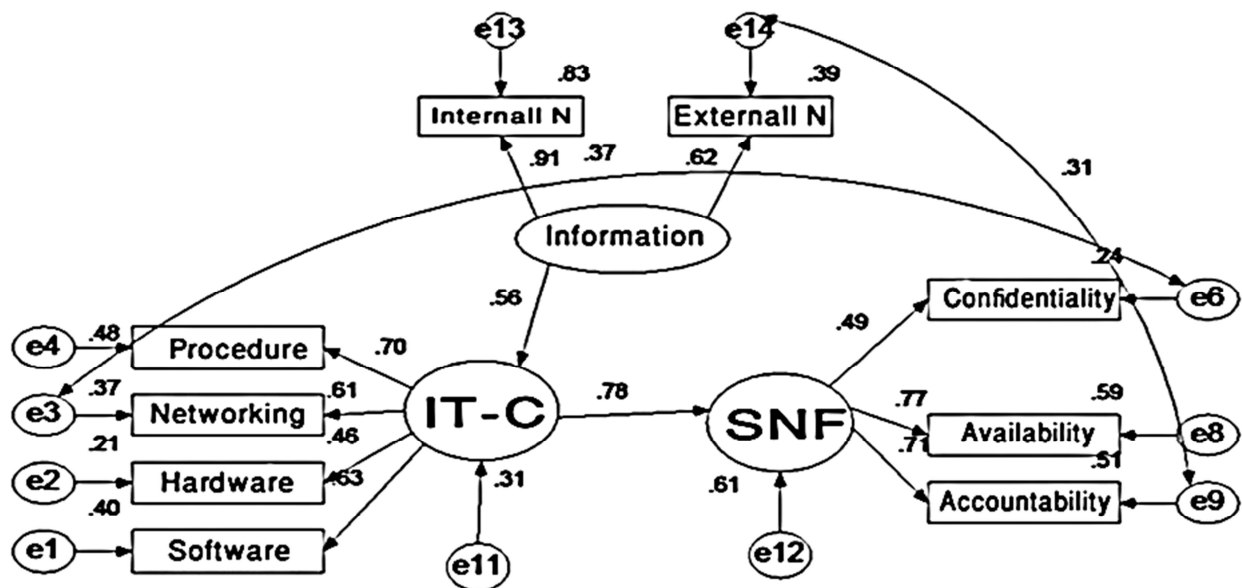 e13
e14
.83
.39
Internall N
Externall N
.91
.37
.62
.31
Information
.24
Confidentiality
e6
.56
.49
e4
.48
Procedure
.70
.37
.61
.78
.77
.59
e3
Networking
IT-C
SNF
Availability
e8
.21
.46
.71
.51
e2
Hardware
.63
.31
.61
Accountability
e9
.40
e1
Software
e11
e12